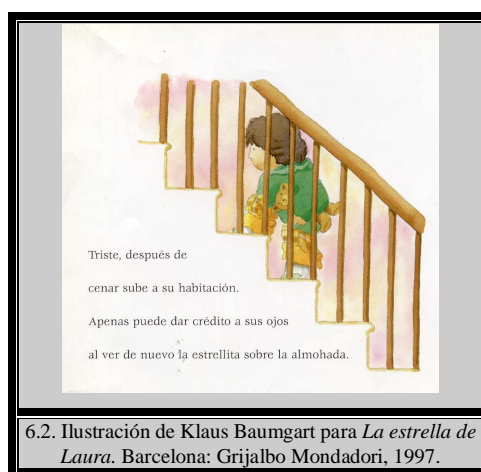 Triste, después de
cenar sube a su habitación.
Apenas puede dar crédito a sus ojos
al ver de nuevo la estrellita sobre la almohada.
6.2. Ilustración de Klaus Baumgart para La estrella de
Laura. Barcelona: Grijalbo Mondadori, 1997.